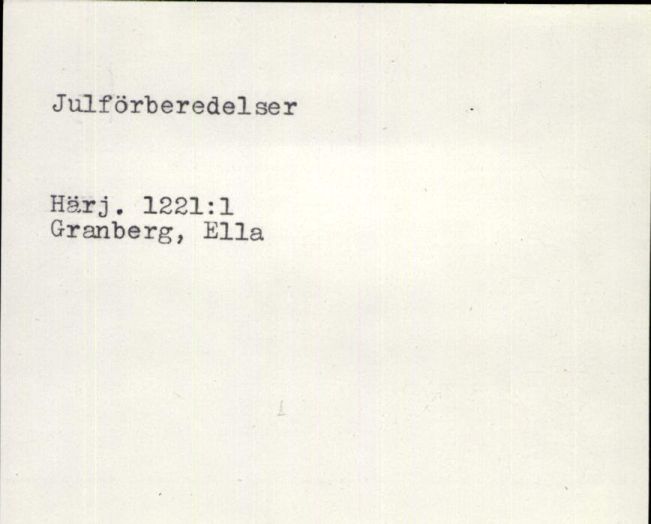 Julförberedelser
Härj. 1221:1
Granberg, Ella